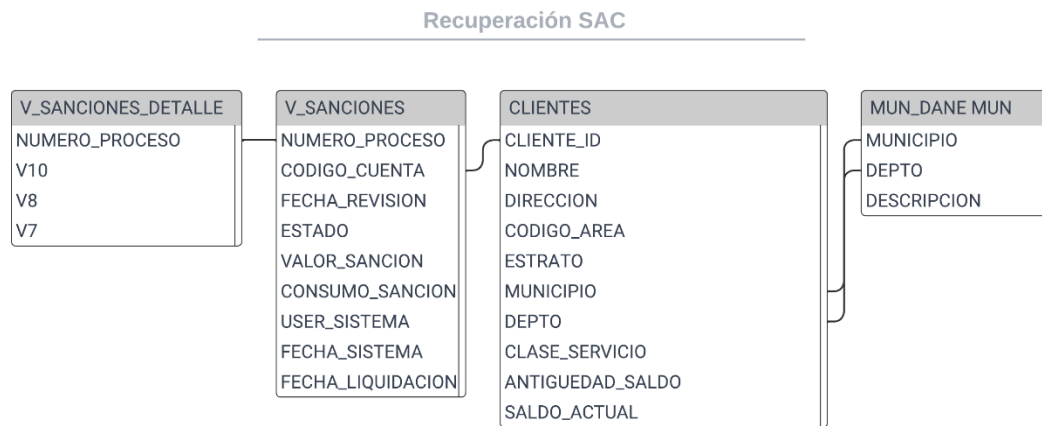 Recuperación SAC
V_SANCIONES_DETALLE
NUMERO_PROCESO
V10
V8
V7
V_SANCIONES
NUMERO_PROCESO
CODIGO_CUENTA
FECHA_REVISION
ESTADO
VALOR_SANCION
CONSUMO_SANCION
USER_SISTEMA
FECHA_SISTEMA
FECHA_LIQUIDACION
CLIENTES
CLIENTE_ID
NOMBRE
DIRECCION
CODIGO_AREA
ESTRATO
MUNICIPIO
DEPTO
CLASE_SERVICIO
ANTIGUEDAD_SALDO
SALDO_ACTUAL
MUN_DANE MUN
MUNICIPIO
DEPTO
DESCRIPCION